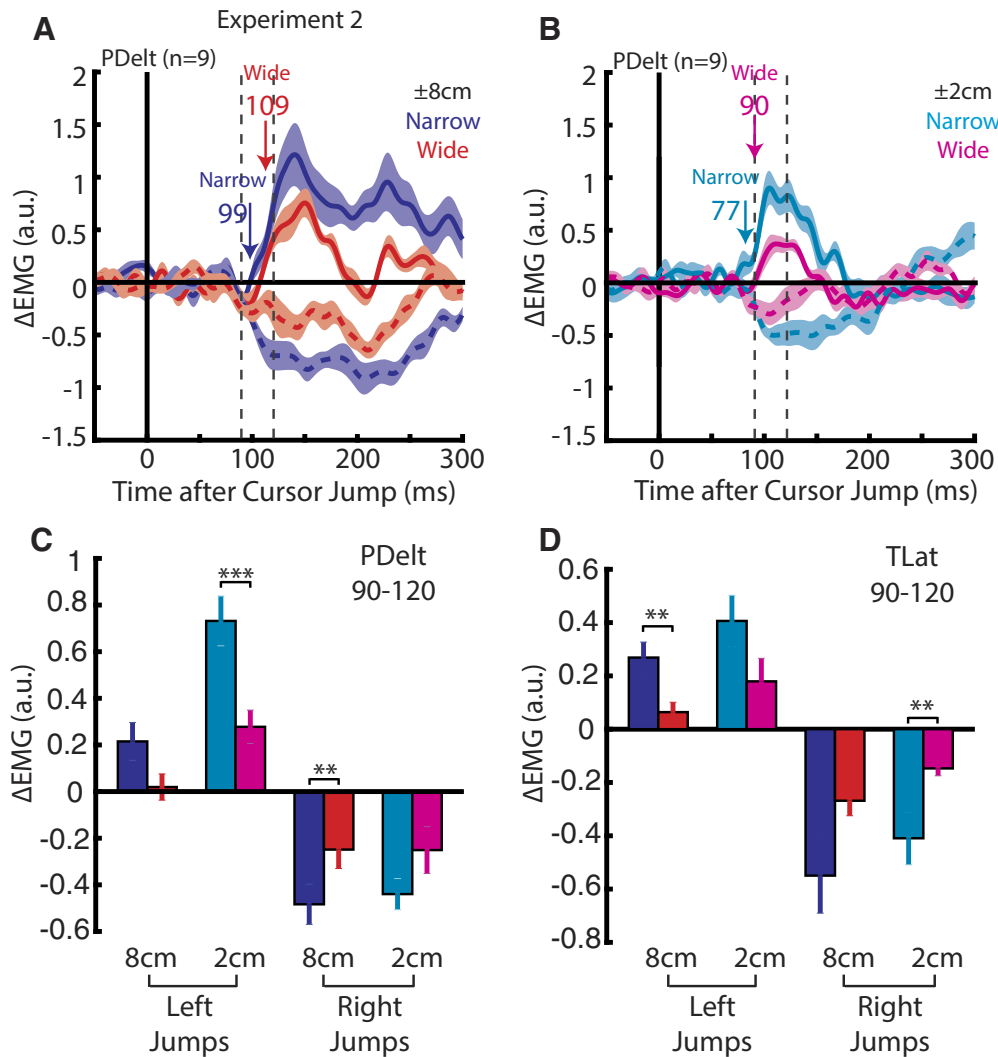 A
Experiment 2
PDelt (n=9)
Wide
109
±8cm
Narrow
Wide
Narrow
99
2
1.5
1
0.5
0
-0.5
-1
-1.5
ΔEMG (a.u.)
0
100
200
300
Time after Cursor Jump (ms)
B
PDelt (n=9)
Wide
90
±2cm
Narrow
Wide
Narrow
77
2
1.5
1
0.5
0
-0.5
-1
-1.5
ΔEMG (a.u.)
0
100
200
300
Time after Cursor Jump (ms)
C
PDelt
90-120
***
**
1
0.8
0.6
0.4
0.2
0
-0.2
-0.4
-0.6
ΔEMG (a.u.)
8cm 2cm 8cm 2cm
Left Right
Jumps Jumps
D
TLat
90-120
**
**
0.6
0.4
0.2
0
-0.2
-0.4
-0.6
-0.8
ΔEMG (a.u.)
8cm 2cm 8cm 2cm
Left Right
Jumps Jumps